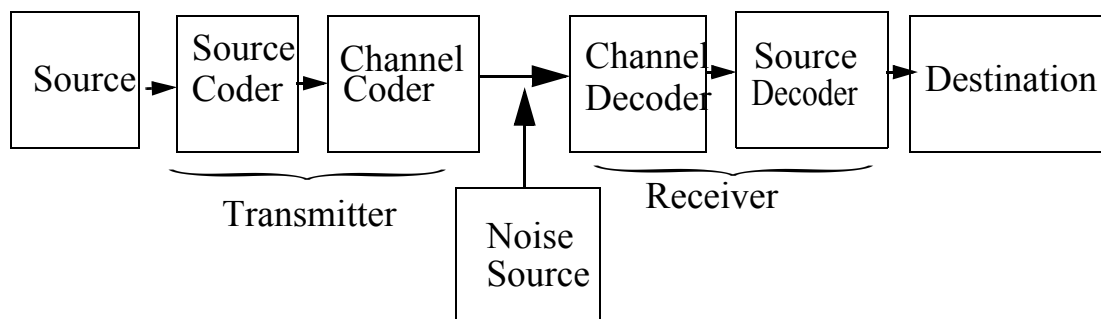 Source
Source
Coder
Channel
Coder
Channel
Decoder
Source
Decoder
Destination
Transmitter
Receiver
Noise
Source